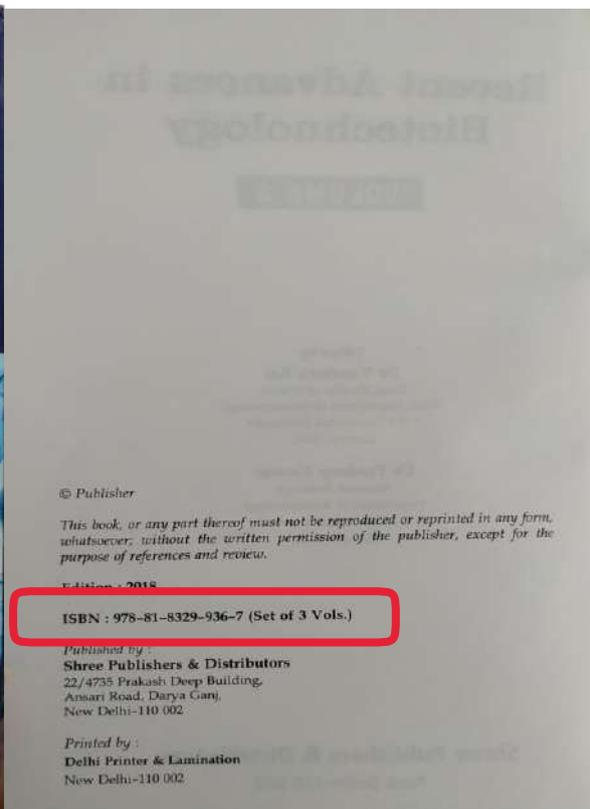 © Publisher
This book, or any part thereof must not be reproduced or reprinted in any form,
whatsoever, without the written permission of the publisher, except for the
purpose of references and review.
Edition : 2018
ISBN : 978-81-8329-936-7 (Set of 3 Vols.)
Published by :
Shree Publishers & Distributors
22/4735 Prakash Deep Building,
Ansari Road, Darya Ganj,
New Delhi-110 002
Printed by :
Delhi Printer & Lamination
New Delhi-110 002